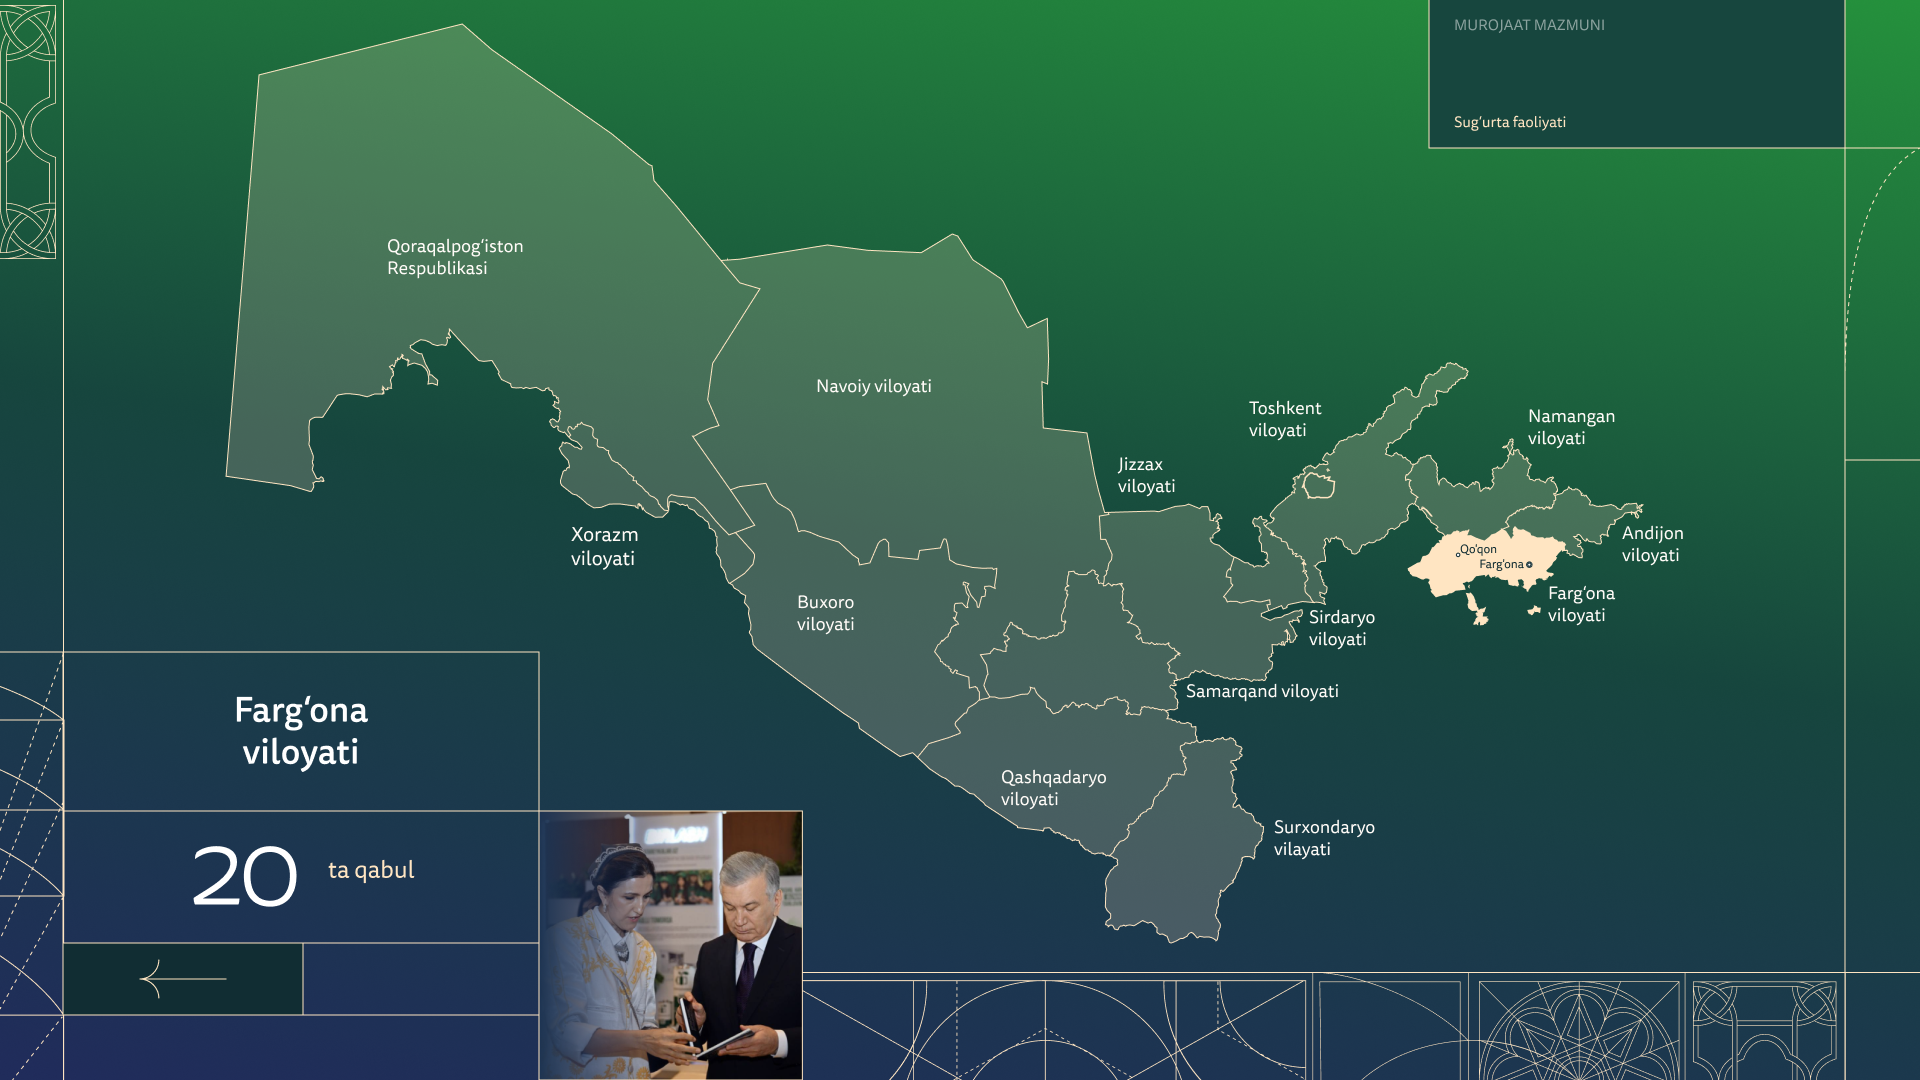 MUROJAAT MAZMUNI
Sug‘urta faoliyati
Qoraqalpog‘iston
Respublikasi
Navoiy viloyati
Toshkent
viloyati
Namangan
viloyati
Jizzax
viloyati
Xorazm
viloyati
Andijon
viloyati
Qo'qon
Farg'ona
Farg‘ona
viloyati
Buxoro
viloyati
Sirdaryo
viloyati
Samarqand viloyati
Qashqadaryo
viloyati
Surxondaryo
vilayati
Farg‘ona
viloyati
20 ta qabul